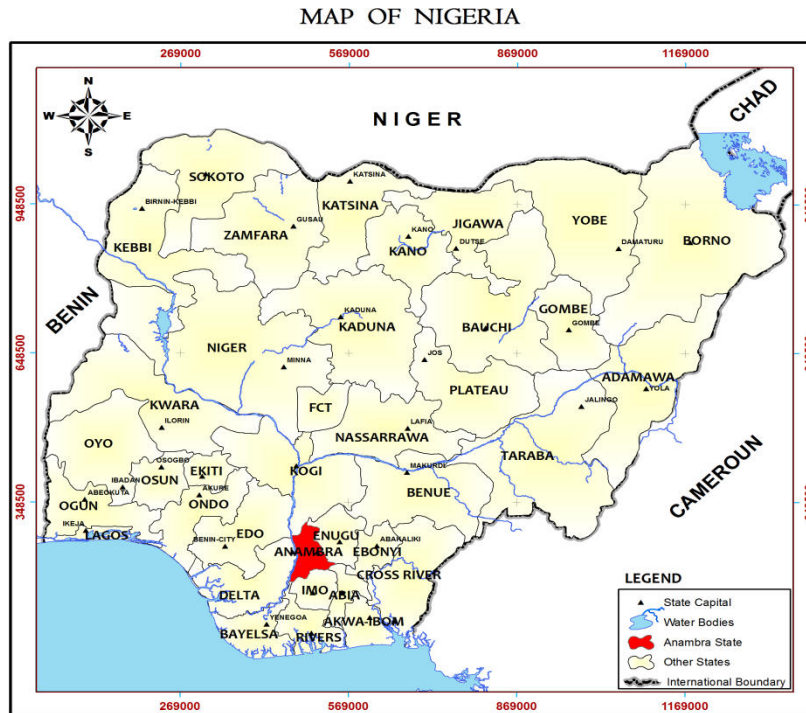 MAP OF NIGERIA
269000 569000 869000 1169000
CHAD
N
W E
S
NIGER
SOKOTO
KATSINA
BIRNIN-KEBBI
KATSINA
948500
GUSAU
ZAMFARA
JIGAWA
YOBE
KANO
KANO
DUTSE
DAMATURU
BORNO
KEBBI
BENIN
KADUNA
KADUNA
BAUCHI
GOMBE
GOMBE
NIGER
MINNA
JOS
648500
PLATEAU
ADAMAWA
YOLA
JALINGO
KWARA
FCT
ILORIN
LAFIA
NASSARRAWA
OYO
TARABA
CAMEROUN
OSOGBO
OSUN
EKITI
KOGI
MAKURDI
BENUE
IBADAN
AKURE
ONDO
ABEOKUTA
OGUN
348500
IKEJA
LAGOS
EDO
BENIN-CITY
ENUGU
ANAMBRA
ABAKALIKI
EBONYI
CROSS RIVER
IMO
ABIA
DELTA
YENEGOA
BAYELSA
RIVERS
AKWA-IBOM
LEGEND
State Capital
Water Bodies
Anambra State
Other States
International Boundary
269000 569000 869000 1169000